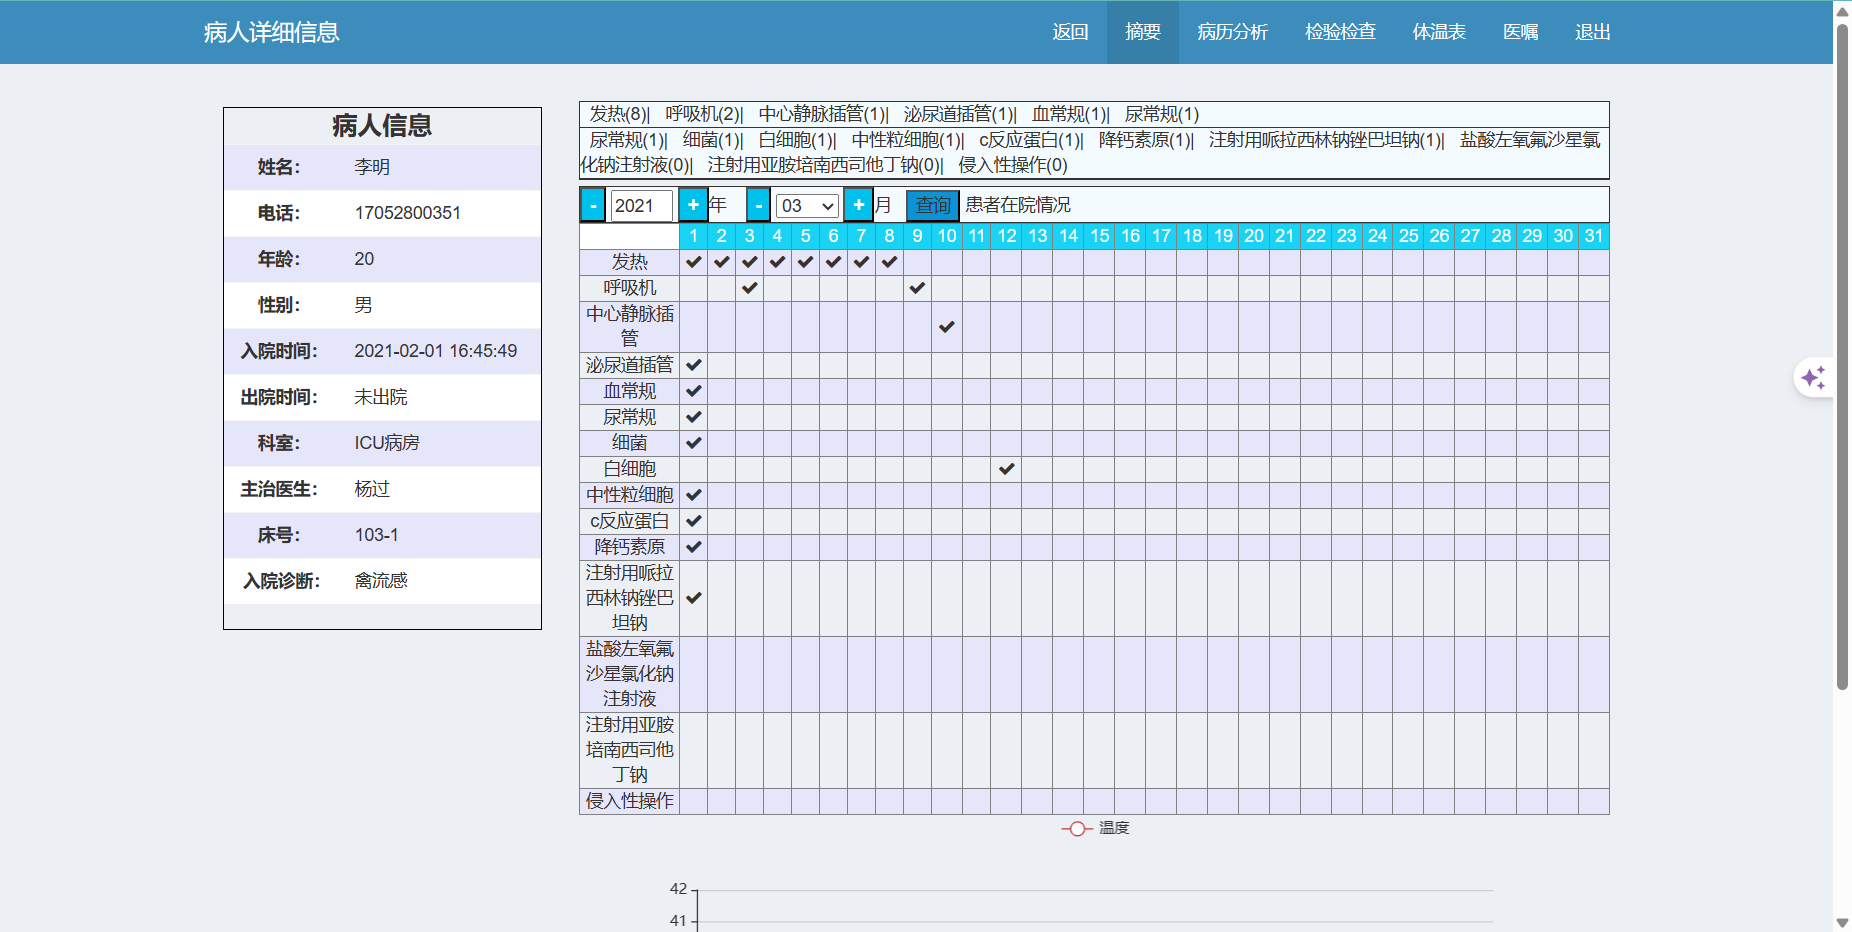 病人详细信息
返回 摘要 病历分析 检验检查 体温表 医嘱 退出
病人信息
姓名： 李明
电话： 17052800351
年龄： 20
性别： 男
入院时间： 2021-02-01 16:45:49
出院时间： 未出院
科室： ICU病房
主治医生： 杨过
床号： 103-1
入院诊断： 禽流感
发热(8)| 呼吸机(2)| 中心静脉插管(1)| 泌尿道插管(1)| 血常规(1)| 尿常规(1)
尿常规(1)| 细菌(1)| 白细胞(1)| 中性粒细胞(1)| c反应蛋白(1)| 降钙素原(1)| 注射用哌拉西林钠锉巴坦钠(1)| 盐酸左氧氟沙星氯
化钠注射液(0)| 注射用亚胺培南西司他丁钠(0)| 侵入性操作(0)
- 2021 + 年 - 03 + 月 查询 患者在院情况
1 2 3 4 5 6 7 8 9 10 11 12 13 14 15 16 17 18 19 20 21 22 23 24 25 26 27 28 29 30 31
发热
呼吸机
中心静脉插
管
泌尿道插管
血常规
尿常规
细菌
白细胞
中性粒细胞
c反应蛋白
降钙素原
注射用哌拉
西林钠锉巴
坦钠
盐酸左氧氟
沙星氯化钠
注射液
注射用亚胺
培南西司他
丁钠
侵入性操作
温度
42
41